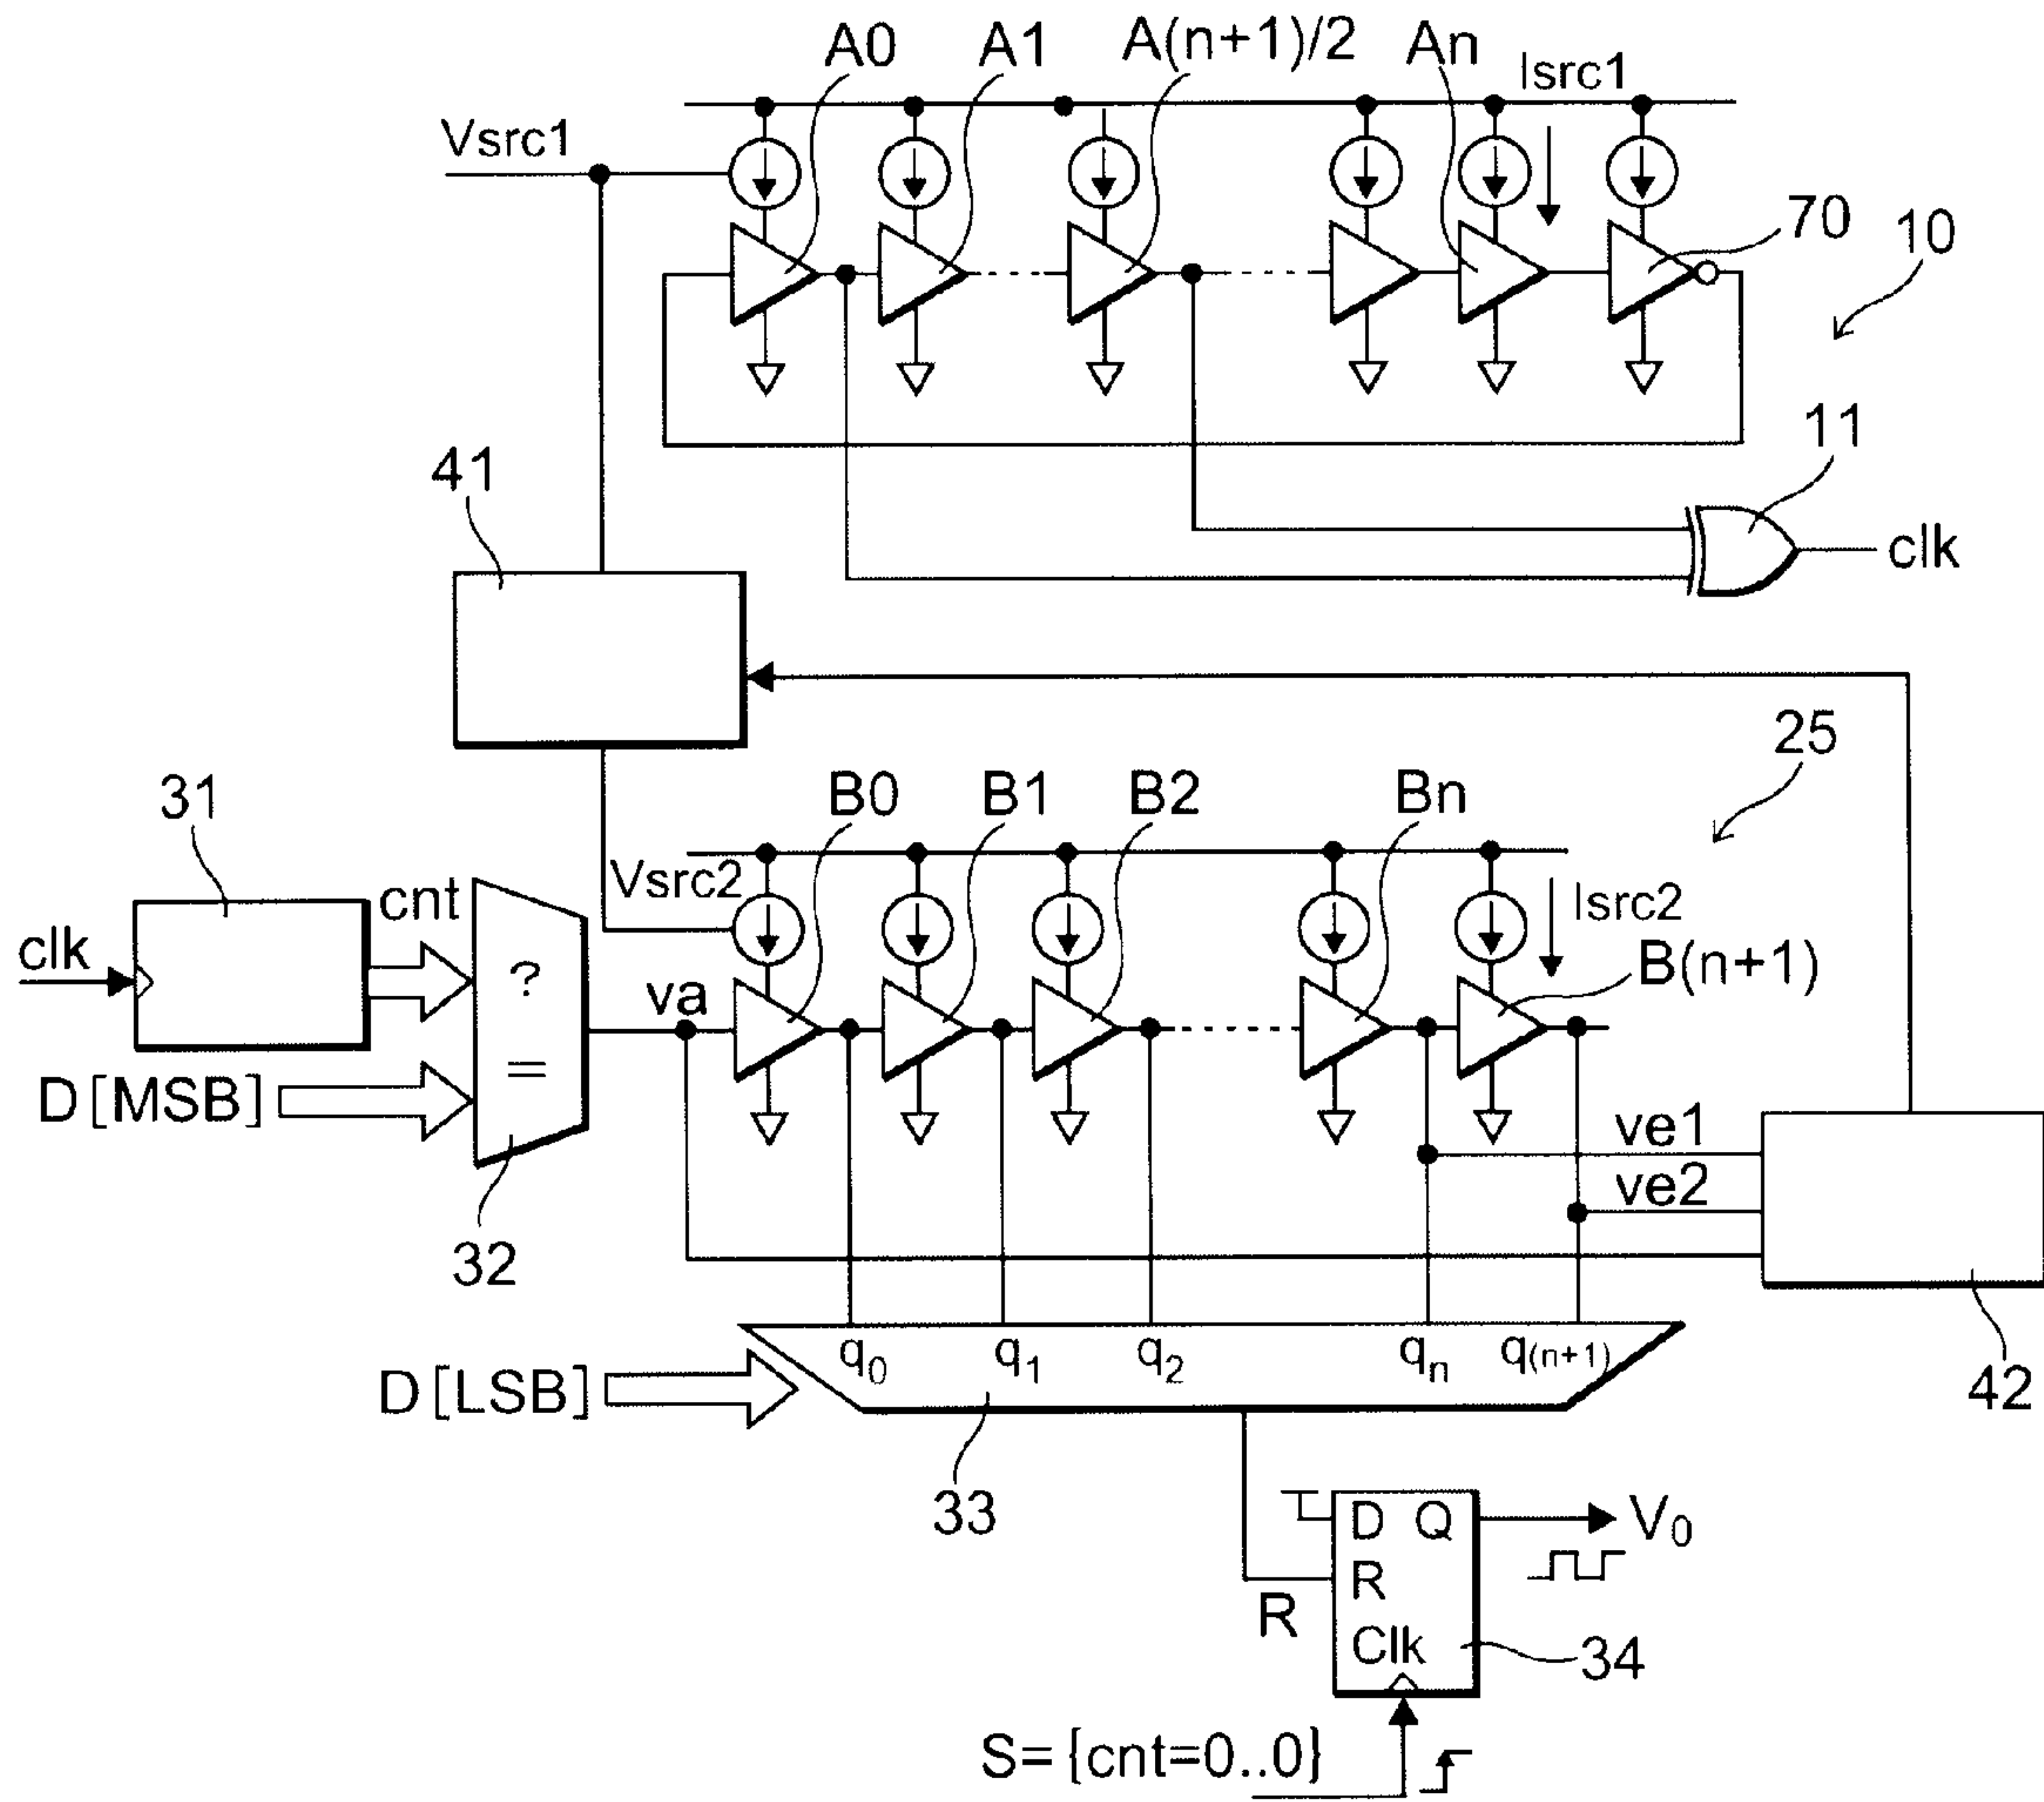 A0 A1 A(n+1)/2 An Isrc1
Vsrc1
70
10
11
41
clk
25
31
B0 B1 B2 Bn
Vsrc2
cnt
Isrc2
clk
?
=
va
B(n+1)
D[MSB]
ve1
ve2
32
q0 q1 q2 qn q(n+1)
D[LSB]
42
33
D Q
V0
R
R
Clk
34
S={cnt=0..0}